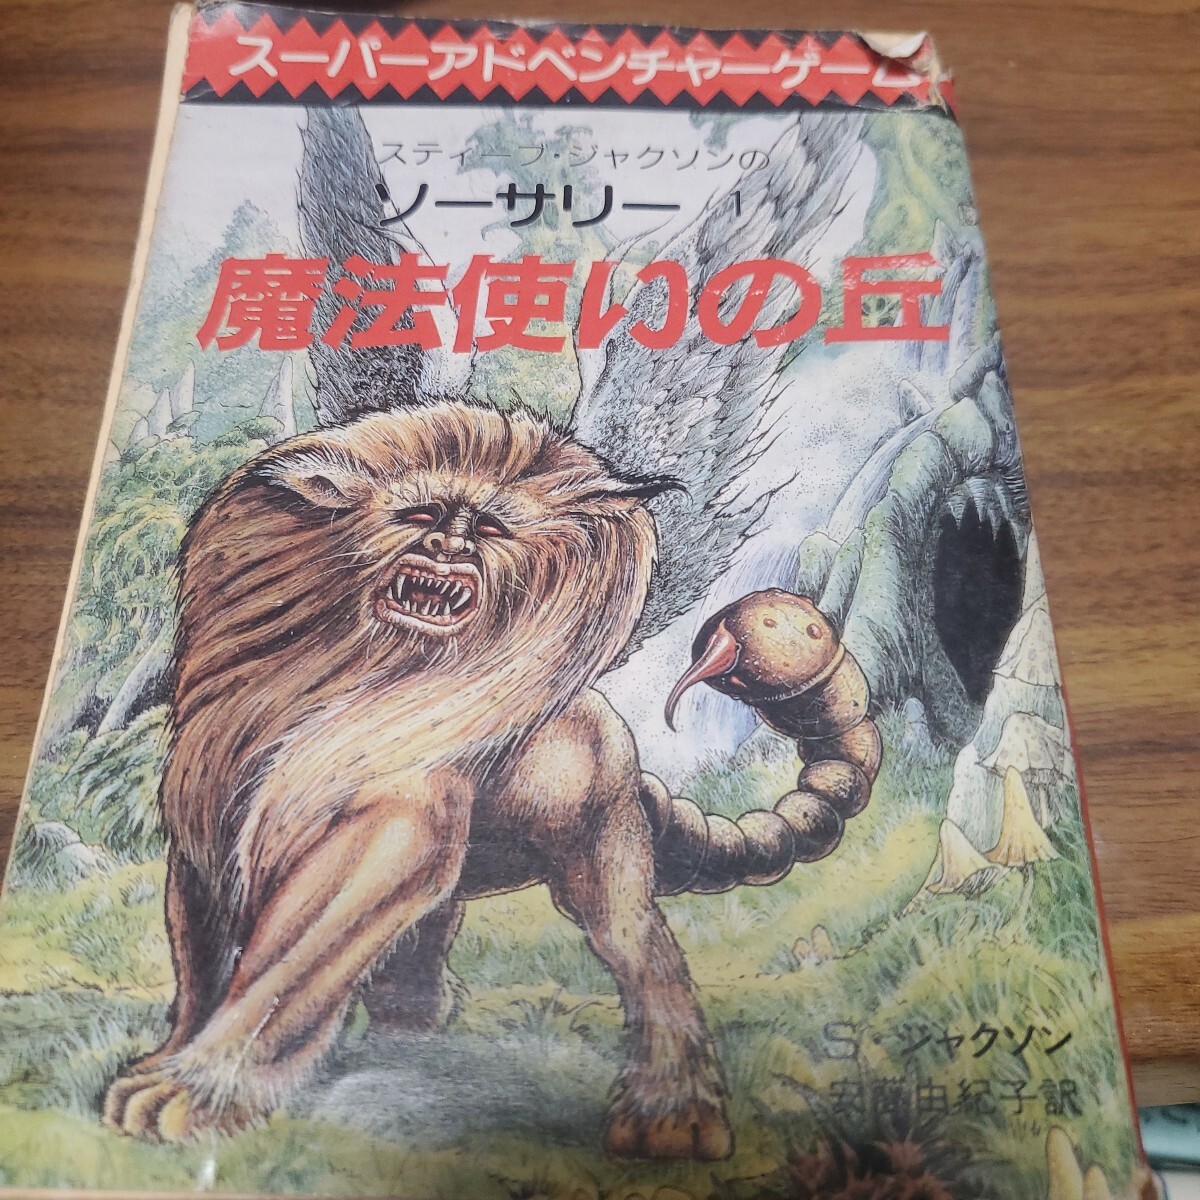 スーパーアドベンチャーゲーム
スティーブ・ジャクソンの
ソーサリー 1
魔法使いの丘
S・ジャクソン
安藤由紀子訳